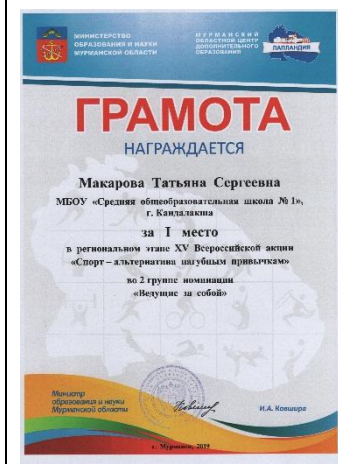 МИНИСТЕРСТВО
ОБРАЗОВАНИЯ И НАУКИ
МУРМАНСКОЙ ОБЛАСТИ
МУРМАНСКИЙ
ОБЛАСТНОЙ ЦЕНТР
ДОПОЛНИТЕЛЬНОГО
ОБРАЗОВАНИЯ
ЛАПЛАНДИЯ
ГРАМОТА
НАГРАЖДАЕТСЯ
Макарова Татьяна Сергеевна
МБОУ «Средняя общеобразовательная школа № 1»,
г. Кандалакша
за I место
в региональном этапе XV Всероссийской акции
«Спорт – альтернатива пагубным привычкам»
во 2 группе номинации
«Ведущие за собой»
Министр
образования и науки
Мурманской области
Н.А. Ковшира
г. Мурманск, 2019